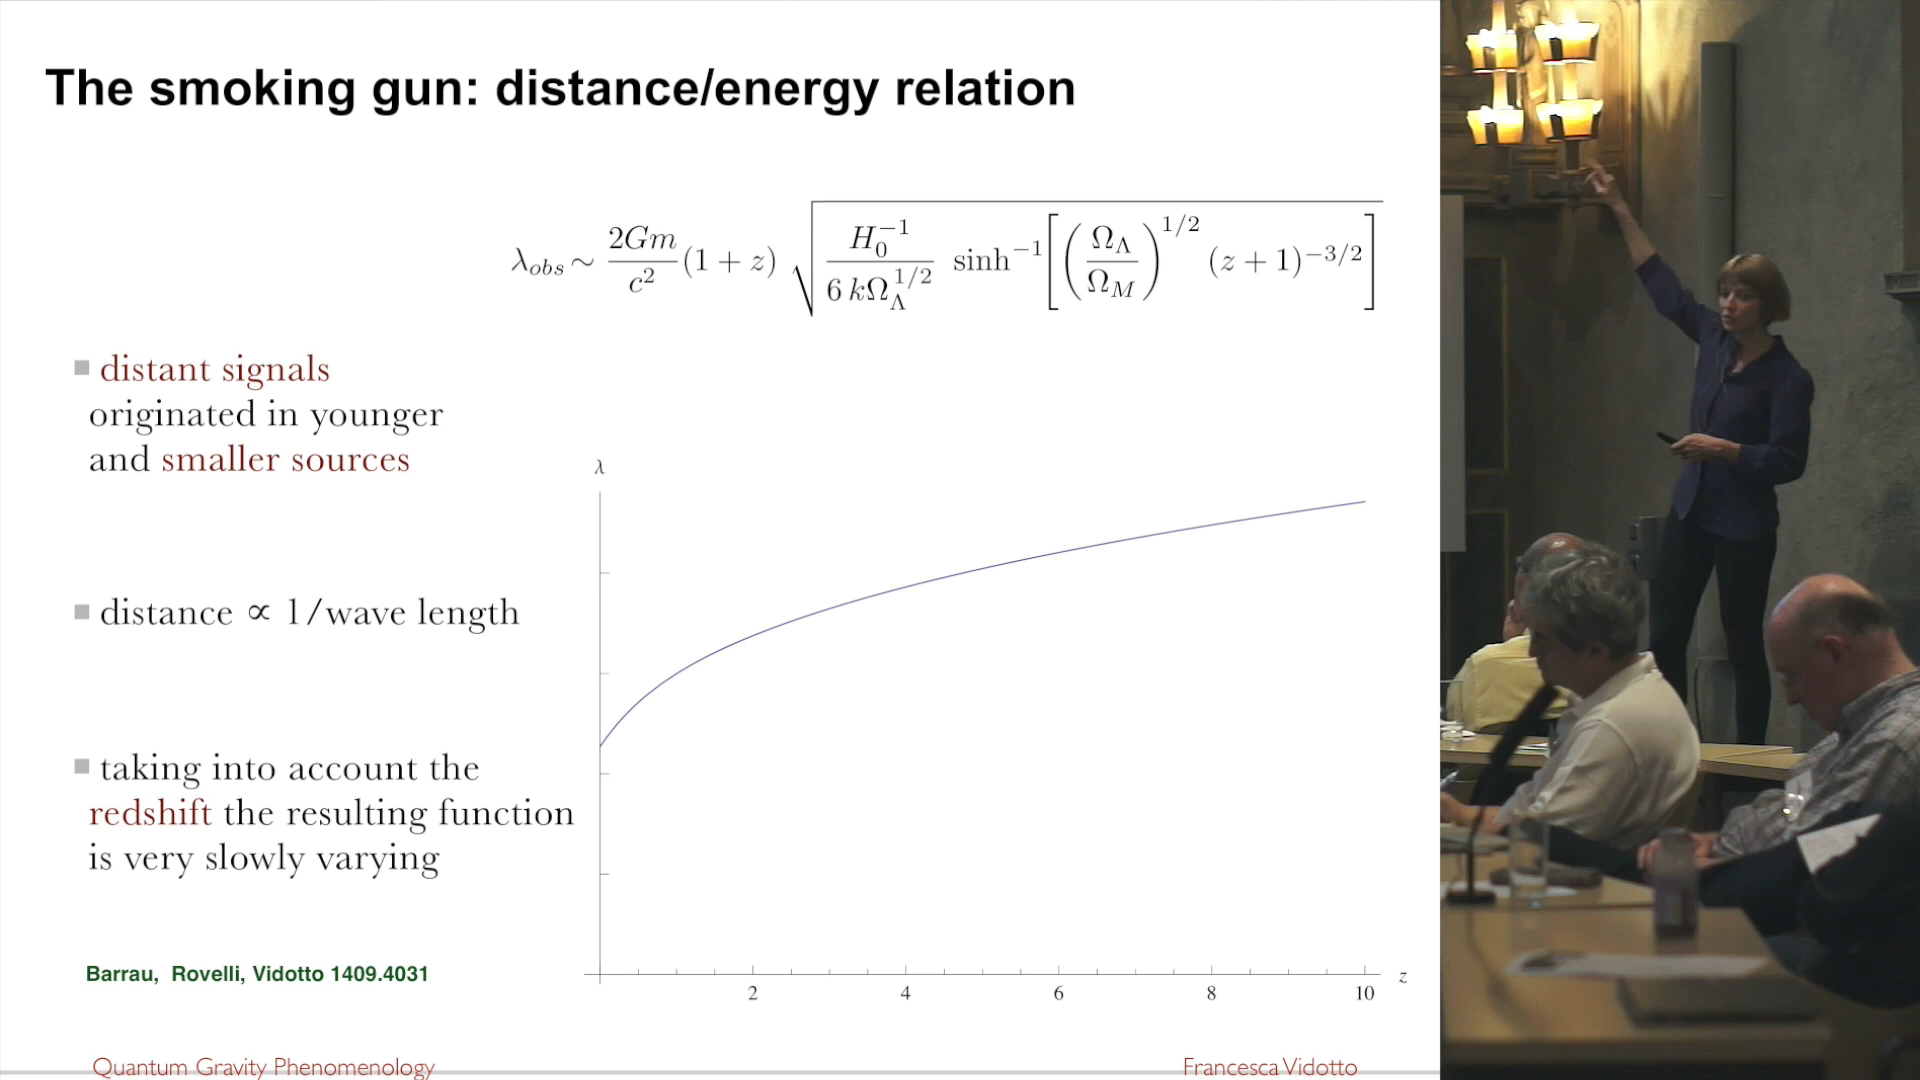 The smoking gun: distance/energy relation
λ_obs ∼ 2Gm/c² (1 + z) √( H₀⁻¹ / (6 kΩ_Λ^{1/2}) sinh⁻¹ [ (Ω_Λ/Ω_M)^{1/2} (z + 1)^{−3/2} ] )
distant signals
originated in younger
and smaller sources
distance ∝ 1/wave length
taking into account the
redshift the resulting function
is very slowly varying
Barrau, Rovelli, Vidotto 1409.4031
λ
2 4 6 8 10 z
Quantum Gravity Phenomenology
Francesca Vidotto